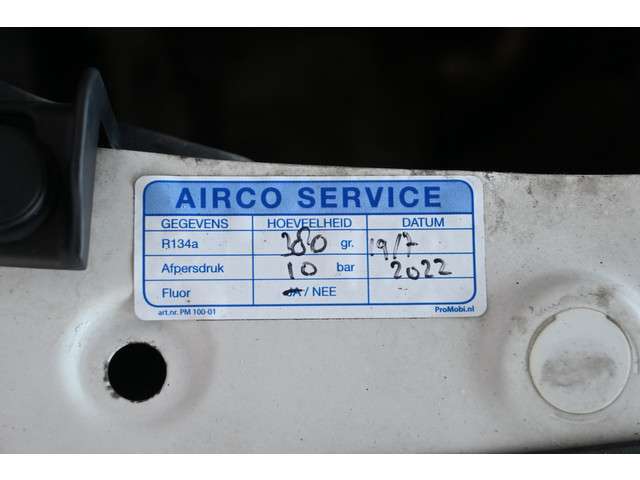 AIRCO SERVICE
GEGEVENS HOEVEELHEID DATUM
R134a 380 gr. 19/7
Afpersdruk 10 bar 2022
Fluor JA / NEE
art.nr. PM 100-01 ProMobi.nl